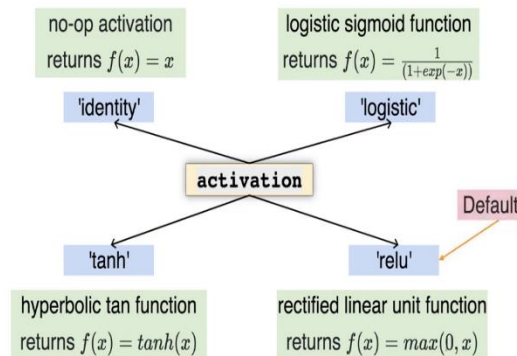 no-op activation
returns f(x) = x
'identity'
logistic sigmoid function
returns f(x) = 1/(1+exp(−x))
'logistic'
activation
Default
'tanh'
hyperbolic tan function
returns f(x) = tanh(x)
'relu'
rectified linear unit function
returns f(x) = max(0, x)